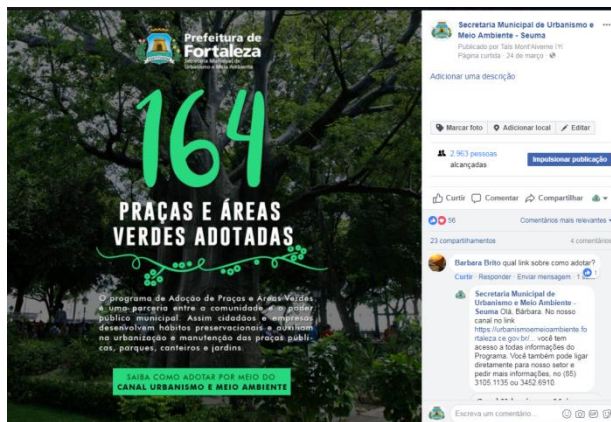 Prefeitura de
Fortaleza
Secretaria Municipal de
Urbanismo e Meio Ambiente
164
PRAÇAS E ÁREAS
VERDES ADOTADAS
O programa de Adoção de Praças e Áreas Verdes
é uma parceria entre a comunidade e o poder
público municipal. Assim cidadãos e empresas
desenvolvem hábitos preservacionais e auxiliam
na urbanização e manutenção das praças públi-
cas, parques, canteiros e jardins.
SAIBA COMO ADOTAR POR MEIO DO
CANAL URBANISMO E MEIO AMBIENTE
Secretaria Municipal de Urbanismo e
Meio Ambiente - Seuma
Publicado por Taís Mont'Alverne
Página curtida · 24 de março ·
Adicionar uma descrição
Marcar foto
Adicionar local
Editar
2.963 pessoas
alcançadas
Impulsionar publicação
Curtir
Comentar
Compartilhar
56
Comentários mais relevantes
23 compartilhamentos
4 comentários
Barbara Brito qual link sobre como adotar?
Curtir · Responder · Enviar mensagem · 1
1
Secretaria Municipal de
Urbanismo e Meio Ambiente -
Seuma Olá, Bárbara. No nosso
canal no link
https://urbanismoemeioambiente.fo
rtaleza.ce.gov.br/... você tem
acesso a todas informações do
Programa. Você também pode ligar
diretamente para nosso setor e
pedir mais informações, no (85)
3105.1135 ou 3452.6910.
Escreva um comentário...
GIF